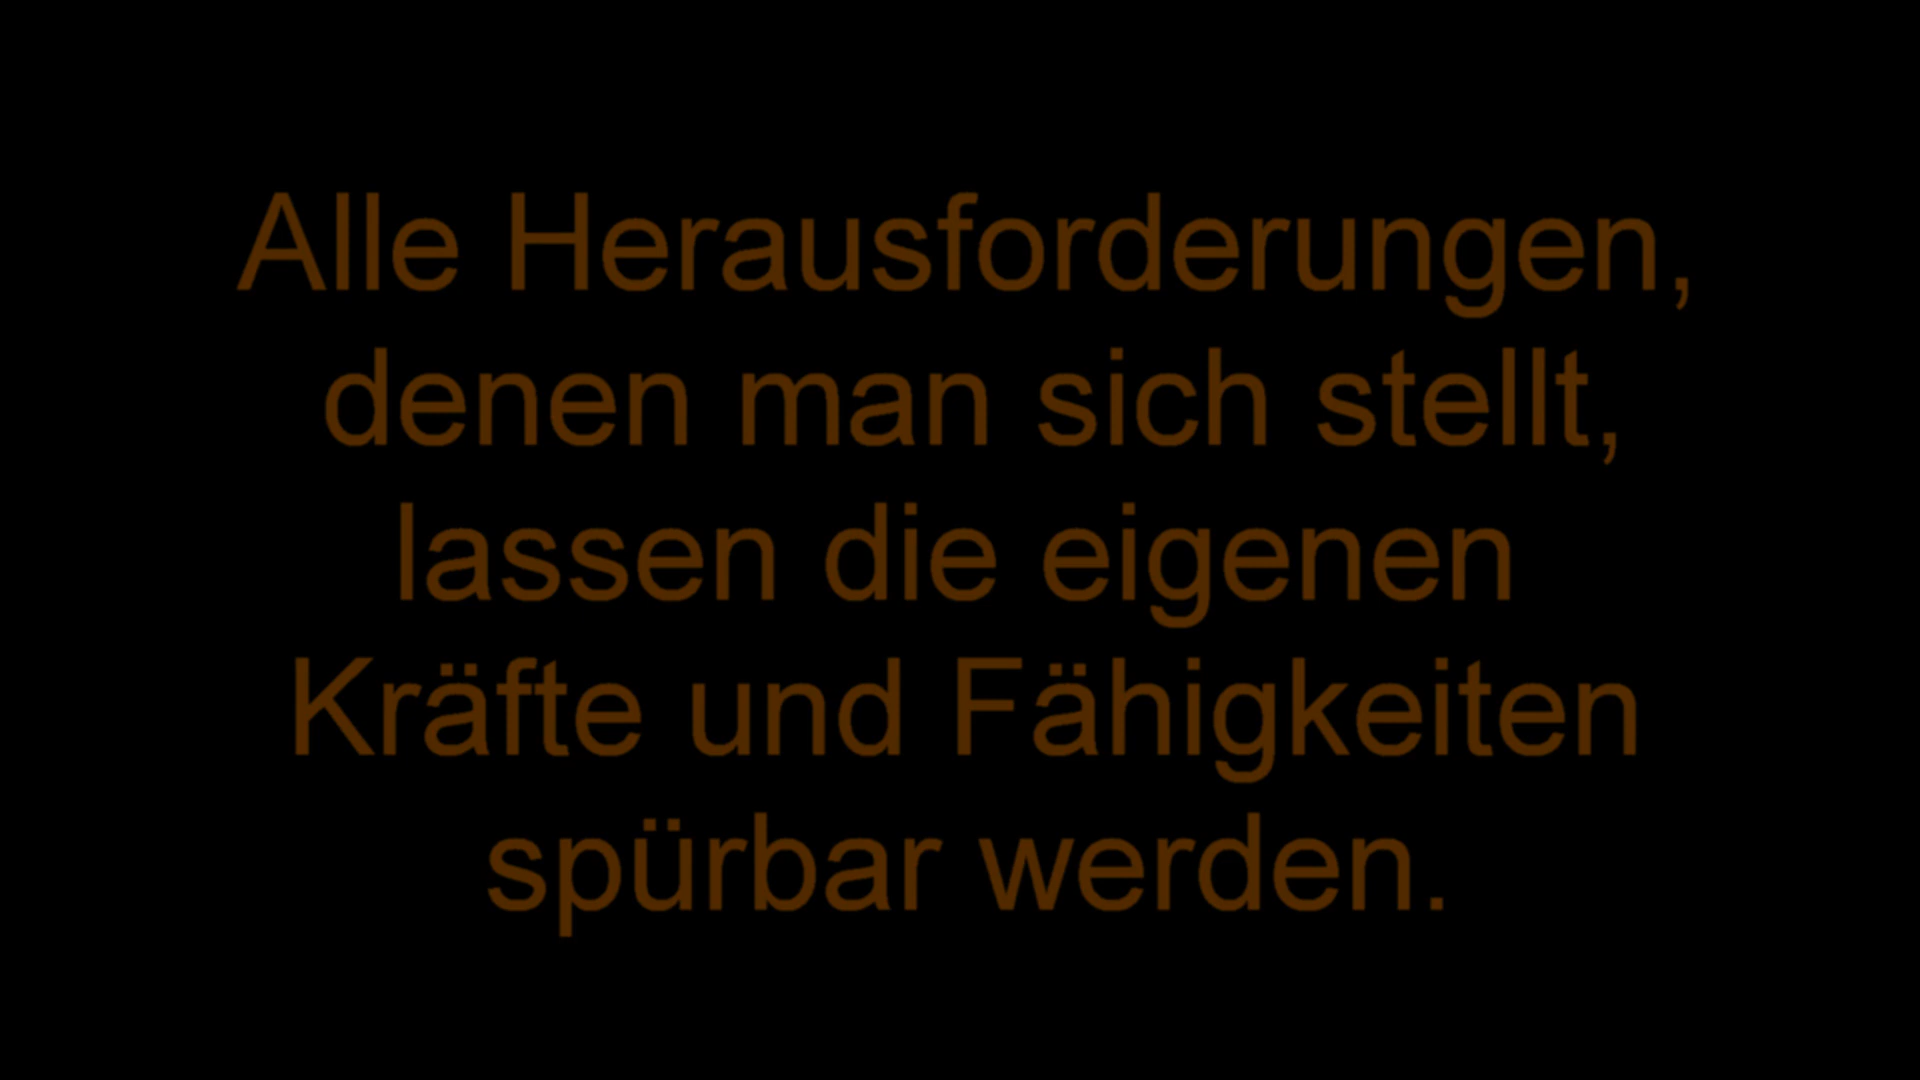 Alle Herausforderungen,
denen man sich stellt,
lassen die eigenen
Kräfte und Fähigkeiten
spürbar werden.